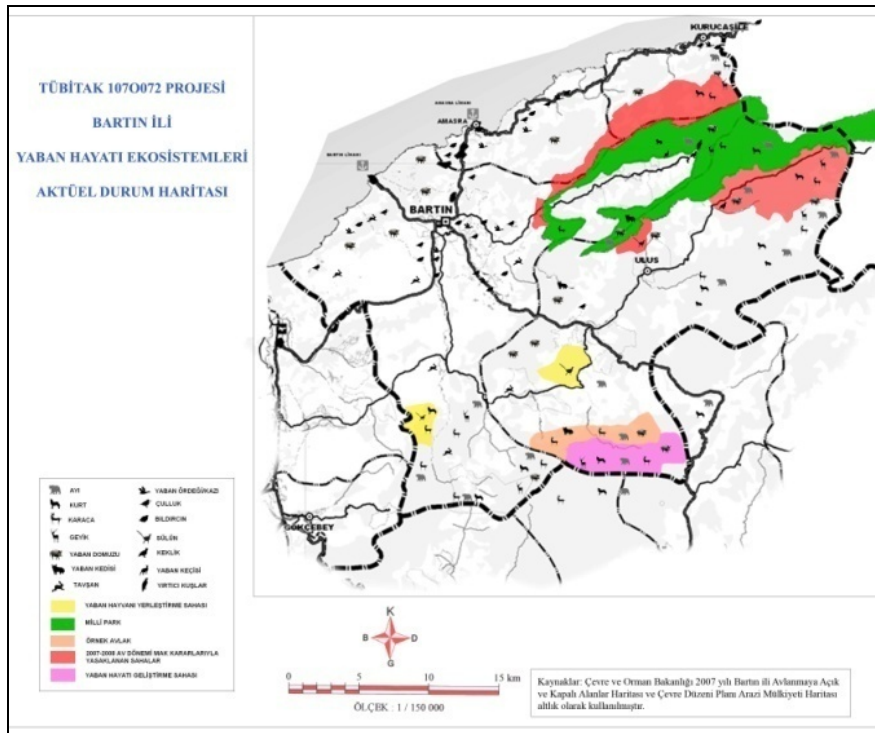 TÜBİTAK 107O072 PROJESİ
BARTIN İLİ
YABAN HAYATI EKOSİSTEMLERİ
AKTÜEL DURUM HARİTASI
KURUCAŞİLE
AMASRA LİMANI
AMASRA
BARTIN LİMANI
BARTIN
ULUS
GÖKÇEBEY
AYI
KURT
KARACA
GEYİK
YABAN DOMUZU
YABAN KEDİSİ
TAVŞAN
YABAN ÖRDEĞİ/KAZI
ÇULLUK
BILDIRCIN
SÜLÜN
KEKLİK
YABAN KEÇİSİ
YIRTICI KUŞLAR
YABAN HAYVANI YERLEŞTİRME SAHASI
MİLLİ PARK
ÖRNEK AVLAK
2007-2008 AV DÖNEMİ MAK KARARLARIYLA
YASAKLANAN SAHALAR
YABAN HAYATI GELİŞTİRME SAHASI
K
B D
G
0 5 10 15 km
ÖLÇEK : 1 / 150 000
Kaynaklar: Çevre ve Orman Bakanlığı 2007 yılı Bartın ili Avlanmaya Açık
ve Kapalı Alanlar Haritası ve Çevre Düzeni Planı Arazi Mülkiyeti Haritası
altlık olarak kullanılmıştır.